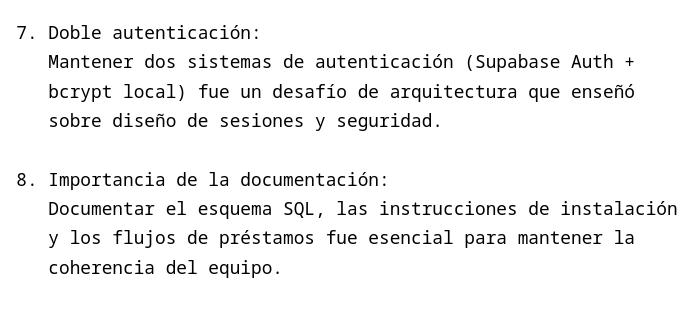 7. Doble autenticación:
Mantener dos sistemas de autenticación (Supabase Auth +
bcrypt local) fue un desafío de arquitectura que enseñó
sobre diseño de sesiones y seguridad.
8. Importancia de la documentación:
Documentar el esquema SQL, las instrucciones de instalación
y los flujos de préstamos fue esencial para mantener la
coherencia del equipo.